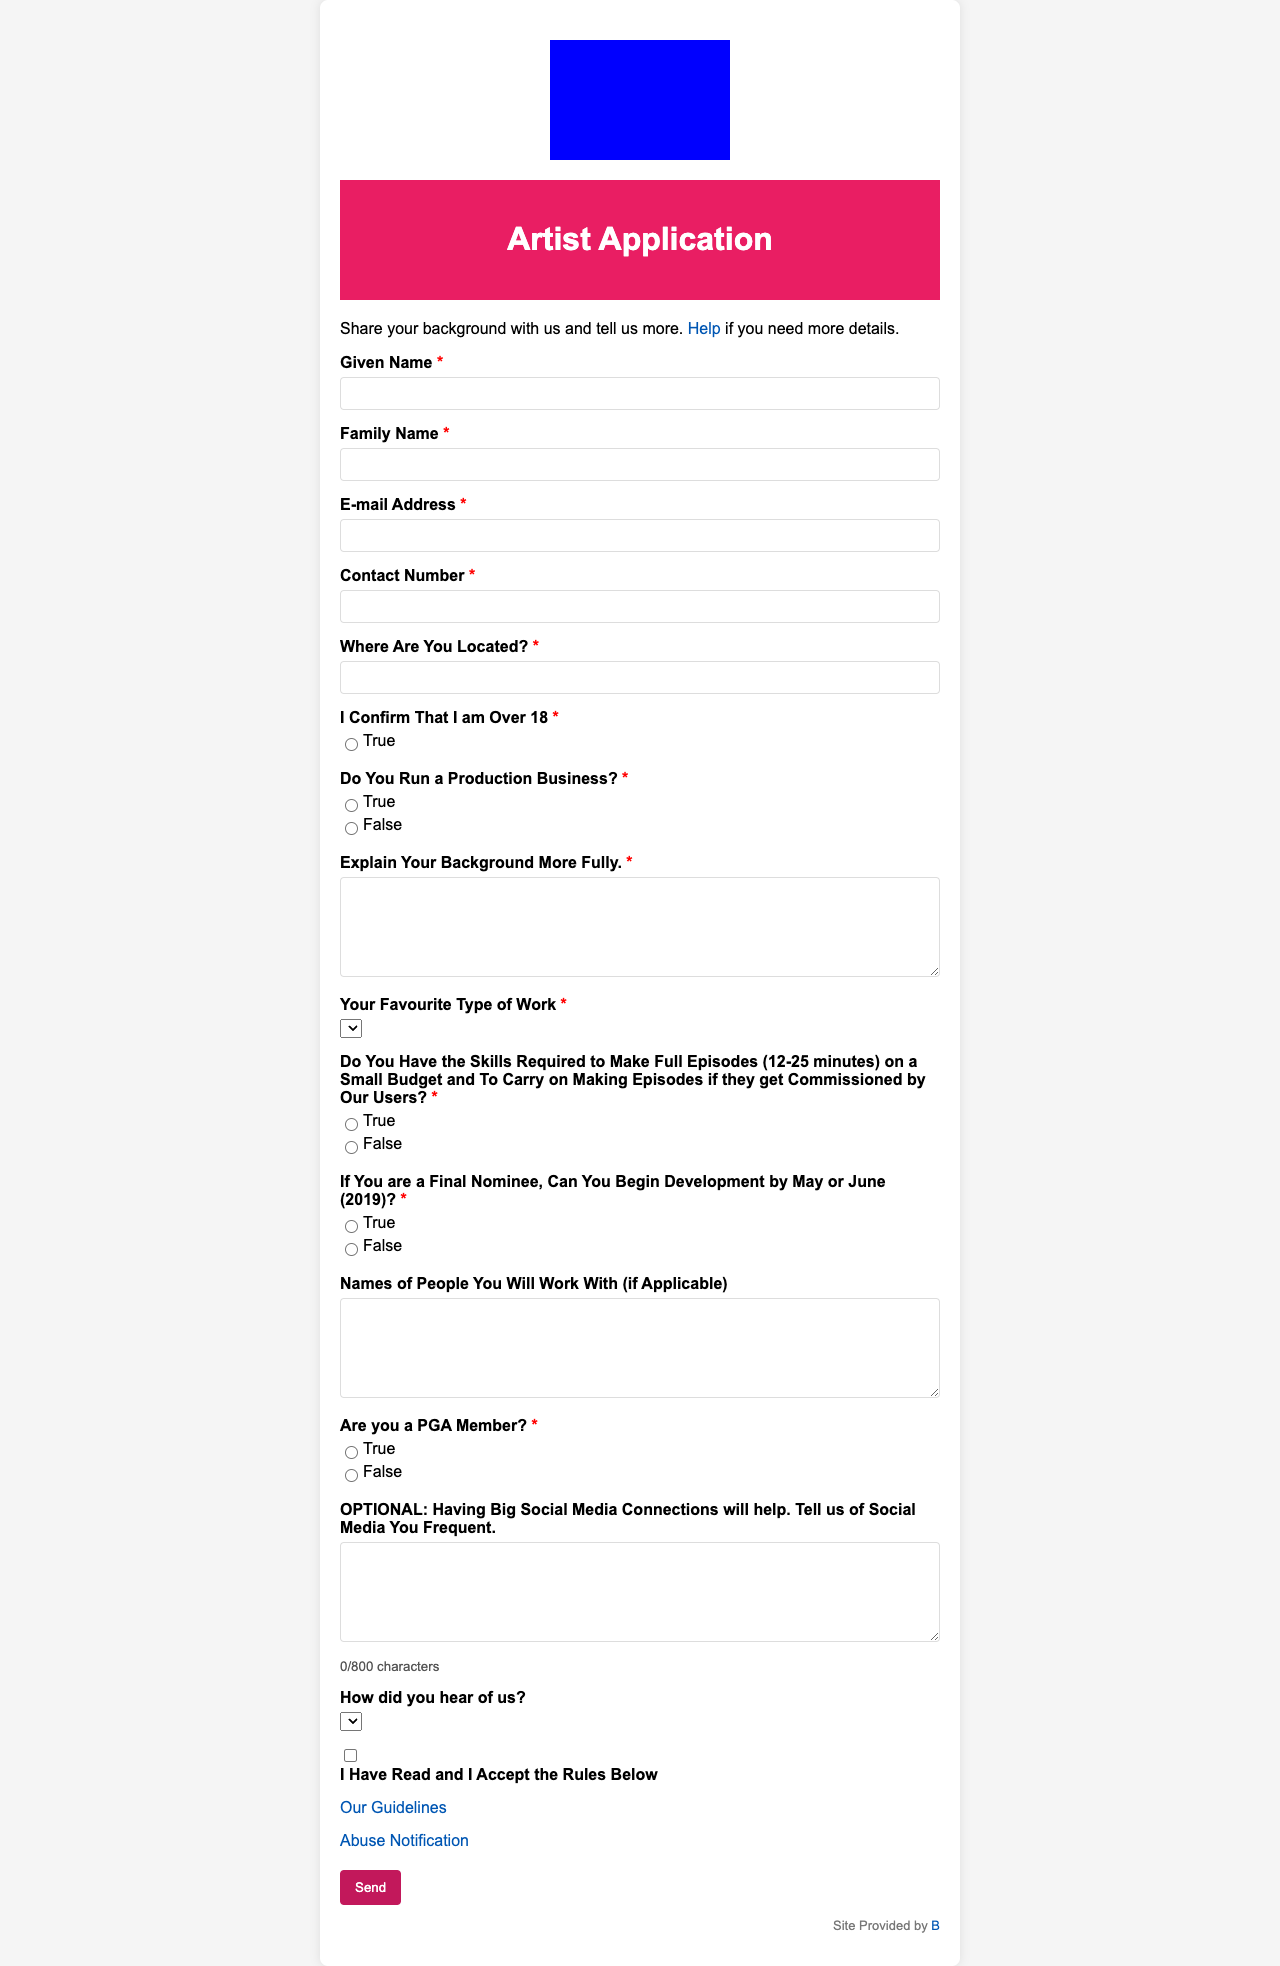 Artist Application
Share your background with us and tell us more. Help if you need more details.
Given Name *
Family Name *
E-mail Address *
Contact Number *
Where Are You Located? *
I Confirm That I am Over 18 *
True
Do You Run a Production Business? *
True
False
Explain Your Background More Fully. *
Your Favourite Type of Work *
Do You Have the Skills Required to Make Full Episodes (12-25 minutes) on a
Small Budget and To Carry on Making Episodes if they get Commissioned by
Our Users? *
True
False
If You are a Final Nominee, Can You Begin Development by May or June
(2019)? *
True
False
Names of People You Will Work With (if Applicable)
Are you a PGA Member? *
True
False
OPTIONAL: Having Big Social Media Connections will help. Tell us of Social
Media You Frequent.
0/800 characters
How did you hear of us?
I Have Read and I Accept the Rules Below
Our Guidelines
Abuse Notification
Send
Site Provided by B